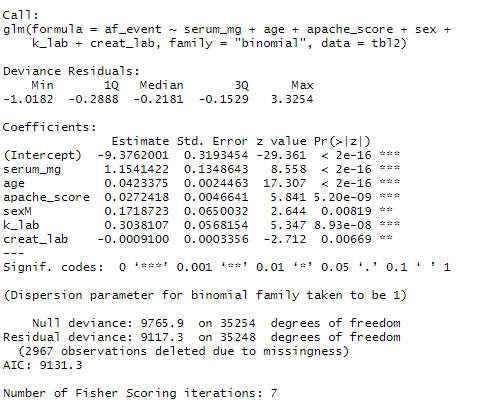 Call:
glm(formula = af_event ~ serum_mg + age + apache_score + sex +
    k_lab + creat_lab, family = "binomial", data = tbl2)

Deviance Residuals:
    Min       1Q   Median       3Q      Max
-1.0182  -0.2888  -0.2181  -0.1529   3.3254

Coefficients:
               Estimate Std. Error z value Pr(>|z|)
(Intercept)  -9.3762001  0.3193454 -29.361  < 2e-16 ***
serum_mg      1.1541422  0.1348643   8.558  < 2e-16 ***
age           0.0423375  0.0024463  17.307  < 2e-16 ***
apache_score  0.0272418  0.0046641   5.841 5.20e-09 ***
sexM          0.1718723  0.0650032   2.644  0.00819 **
k_lab         0.3038107  0.0568154   5.347 8.93e-08 ***
creat_lab    -0.0009100  0.0003356  -2.712  0.00669 **
---
Signif. codes:  0 ‘***’ 0.001 ‘**’ 0.01 ‘*’ 0.05 ‘.’ 0.1 ‘ ’ 1

(Dispersion parameter for binomial family taken to be 1)

    Null deviance: 9765.9  on 35254  degrees of freedom
Residual deviance: 9117.3  on 35248  degrees of freedom
  (2967 observations deleted due to missingness)
AIC: 9131.3

Number of Fisher Scoring iterations: 7